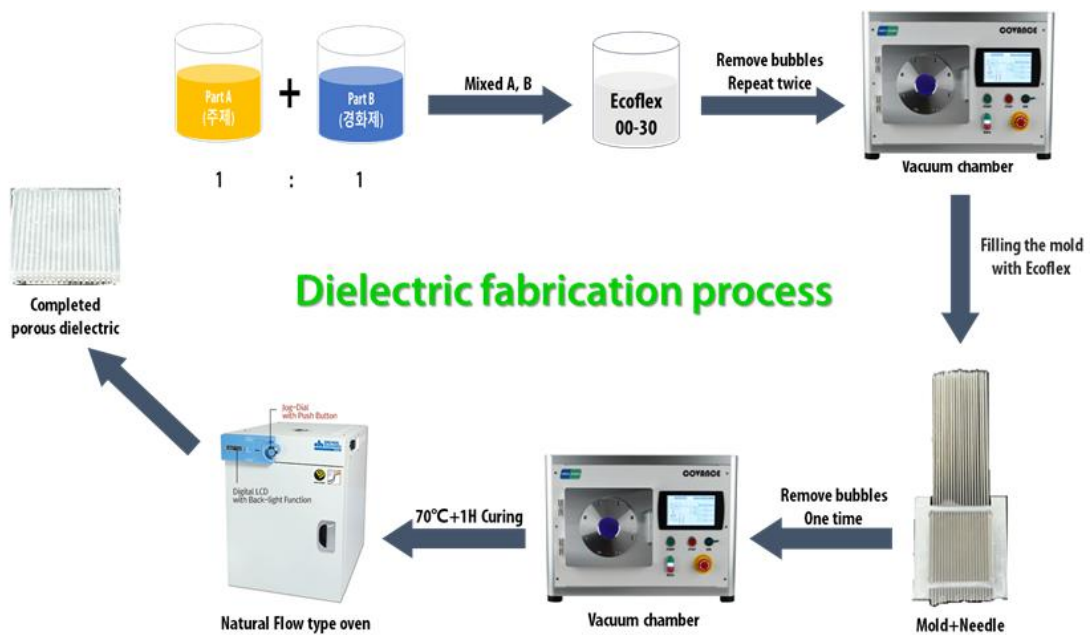 Part A
(주제)
+
Part B
(경화제)
1 : 1
Mixed A, B
Ecoflex
00-30
Remove bubbles
Repeat twice
COVANCE
Vacuum chamber
Filling the mold
with Ecoflex
Dielectric fabrication process
Completed
porous dielectric
Jog-Dial
with Push Button
Digital LCD
with Back-light Function
Natural Flow type oven
70℃+1H Curing
COVANCE
Vacuum chamber
Remove bubbles
One time
Mold+Needle